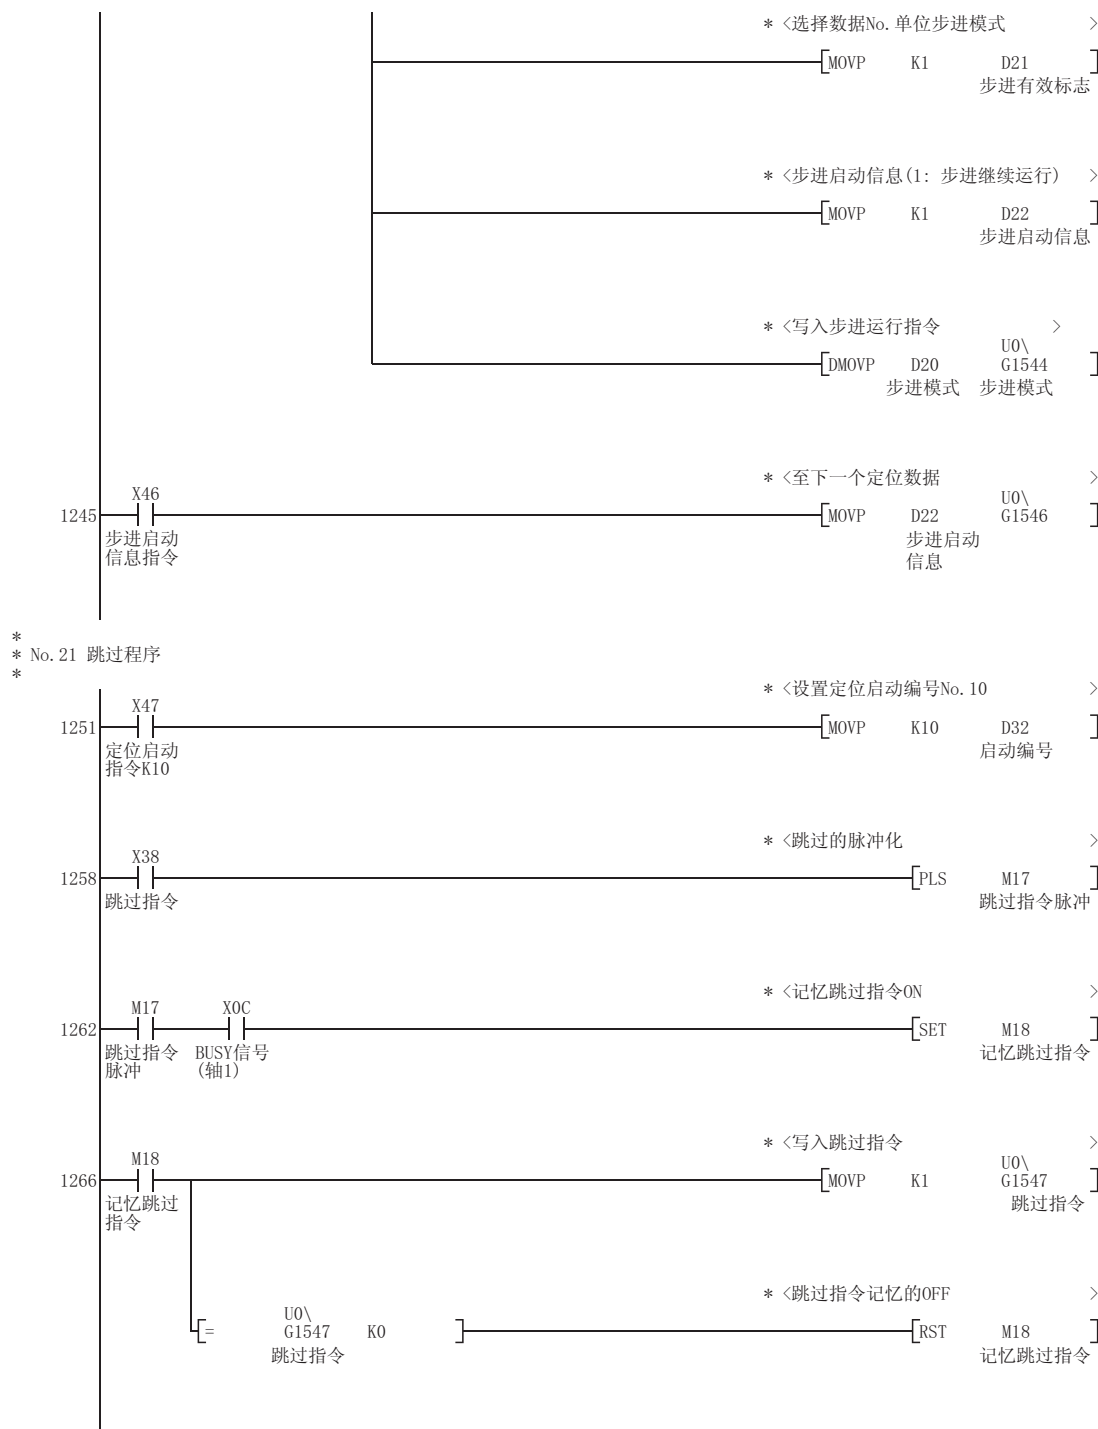 * <选择数据No.单位步进模式 >
MOVP K1 D21
步进有效标志
* <步进启动信息(1: 步进继续运行) >
MOVP K1 D22
步进启动信息
* <写入步进运行指令 >
U0\
DMOVP D20 G1544
步进模式 步进模式
* <至下一个定位数据 >
X46 U0\
1245 MOVP D22 G1546
步进启动 步进启动
信息指令 信息
*
* No.21 跳过程序
*
* <设置定位启动编号No.10 >
X47
1251 MOVP K10 D32
定位启动 启动编号
指令K10
* <跳过的脉冲化 >
X38
1258 PLS M17
跳过指令 跳过指令脉冲
* <记忆跳过指令ON >
M17 X0C
1262 SET M18
跳过指令 BUSY信号 记忆跳过指令
脉冲 (轴1)
* <写入跳过指令 >
M18 U0\
1266 MOVP K1 G1547
记忆跳过 跳过指令
指令
* <跳过指令记忆的OFF >
U0\
= G1547 K0 RST M18
跳过指令 记忆跳过指令